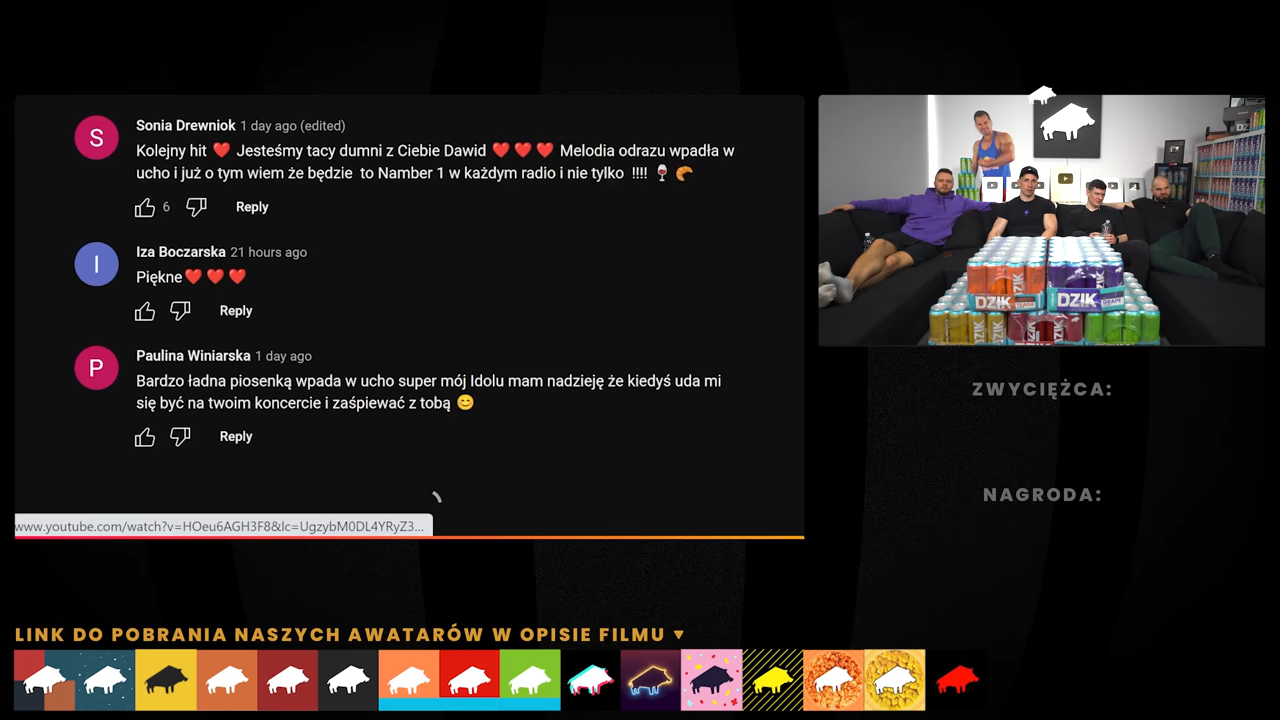 S
Sonia Drewniok 1 day ago (edited)
Kolejny hit ❤️ Jesteśmy tacy dumni z Ciebie Dawid ❤️❤️❤️ Melodia odrazu wpadła w
ucho i już o tym wiem że będzie to Namber 1 w każdym radio i nie tylko !!!! 🍷 🥐
6 Reply
I
Iza Boczarska 21 hours ago
Piękne❤️❤️❤️
Reply
P
Paulina Winiarska 1 day ago
Bardzo ładna piosenką wpada w ucho super mój Idolu mam nadzieję że kiedyś uda mi
się być na twoim koncercie i zaśpiewać z tobą 😊
Reply
www.youtube.com/watch?v=HOeu6AGH3F8&lc=UgzybM0DL4YRyZ3...
DZIK
DZIK
ZWYCIĘŻCA:
NAGRODA:
LINK DO POBRANIA NASZYCH AWATARÓW W OPISIE FILMU ▼